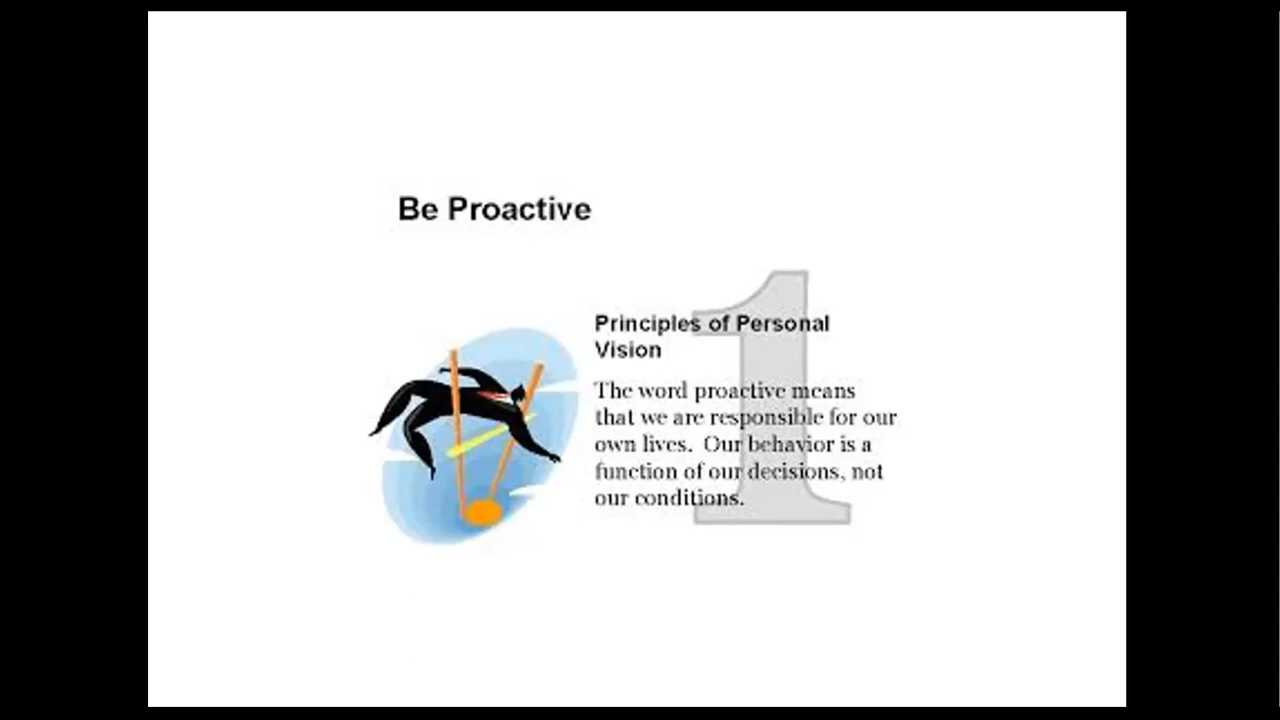 Be Proactive
1
Principles of Personal
Vision
The word proactive means
that we are responsible for our
own lives.  Our behavior is a
function of our decisions, not
our conditions.